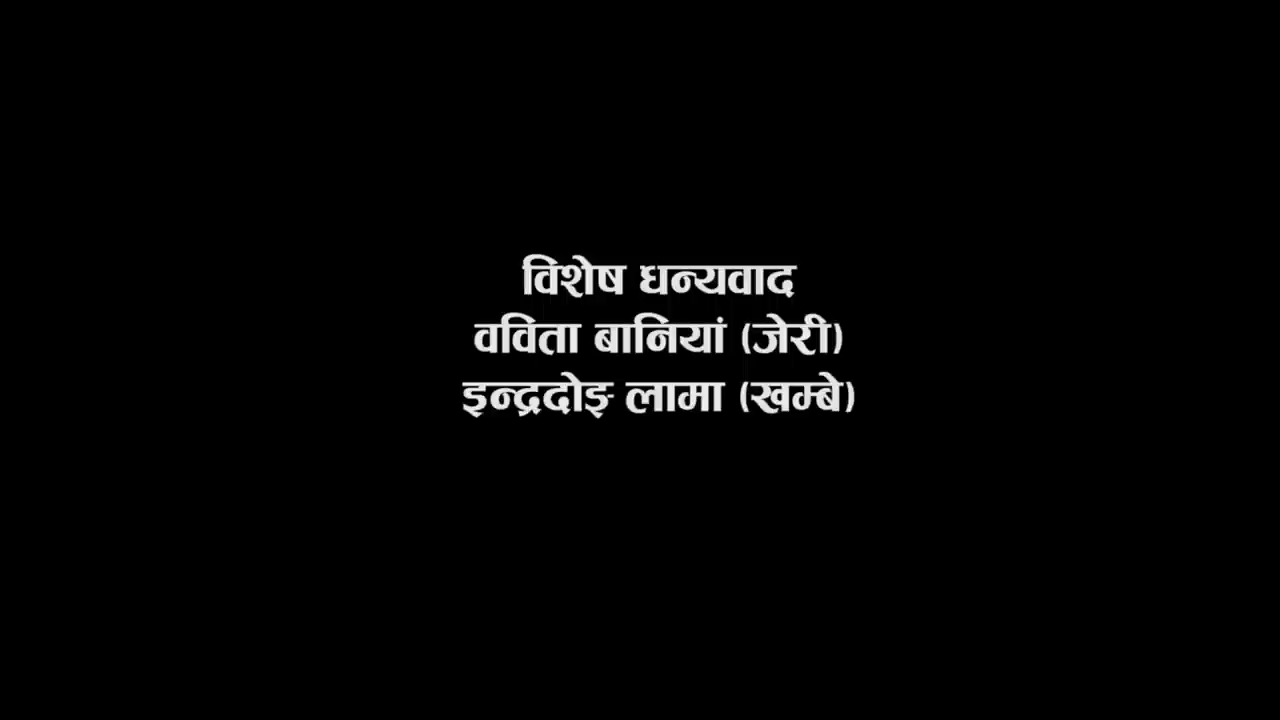 विशेष धन्यवाद
वविता बानियां (जेरी)
इन्द्रदोङ लामा (खम्बे)